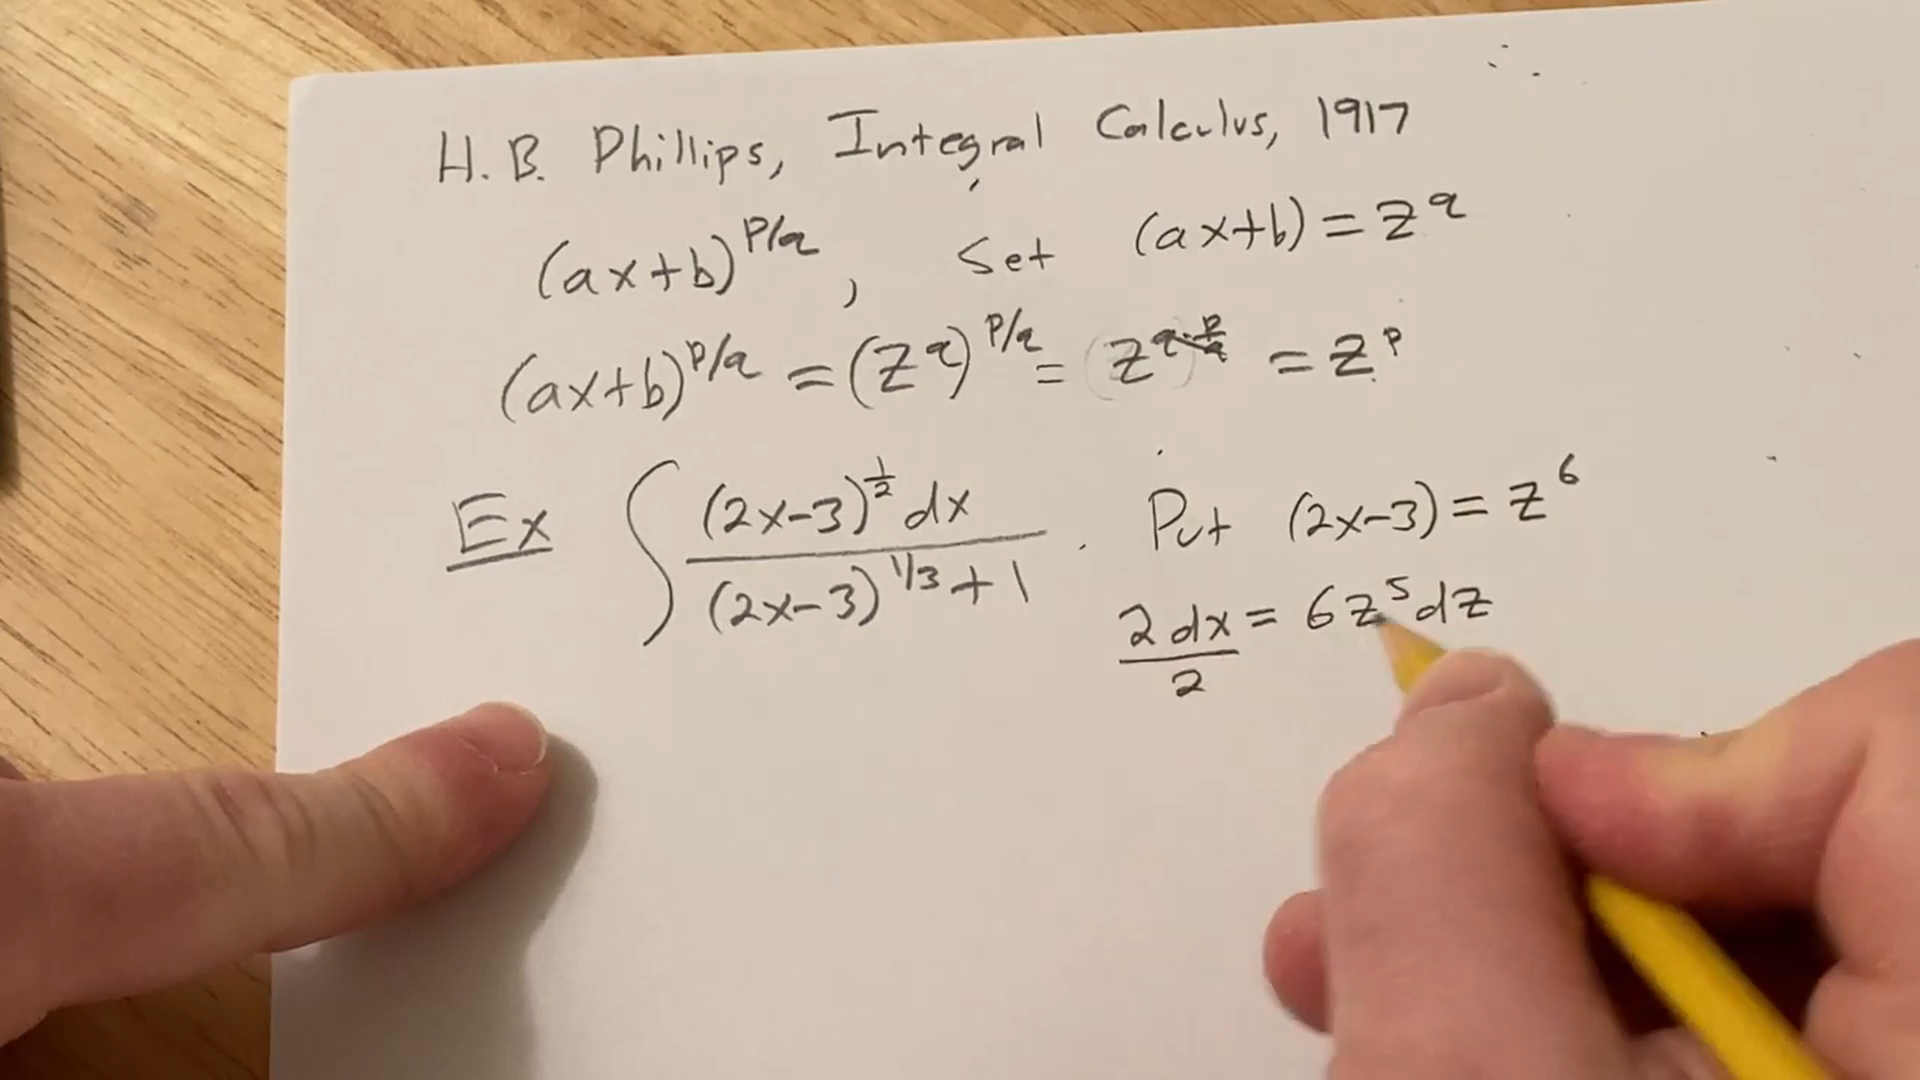 H.B. Phillips, Integral Calculus, 1917
(ax+b)^{p/q}, Set (ax+b) = z^q
(ax+b)^{p/q} = (z^q)^{p/q} = z^{q·p/q} = z^p
Ex ∫ (2x-3)^{1/2} dx / (2x-3)^{1/3} + 1 . Put (2x-3) = z^6
2dx/2 = 6z^5 dz